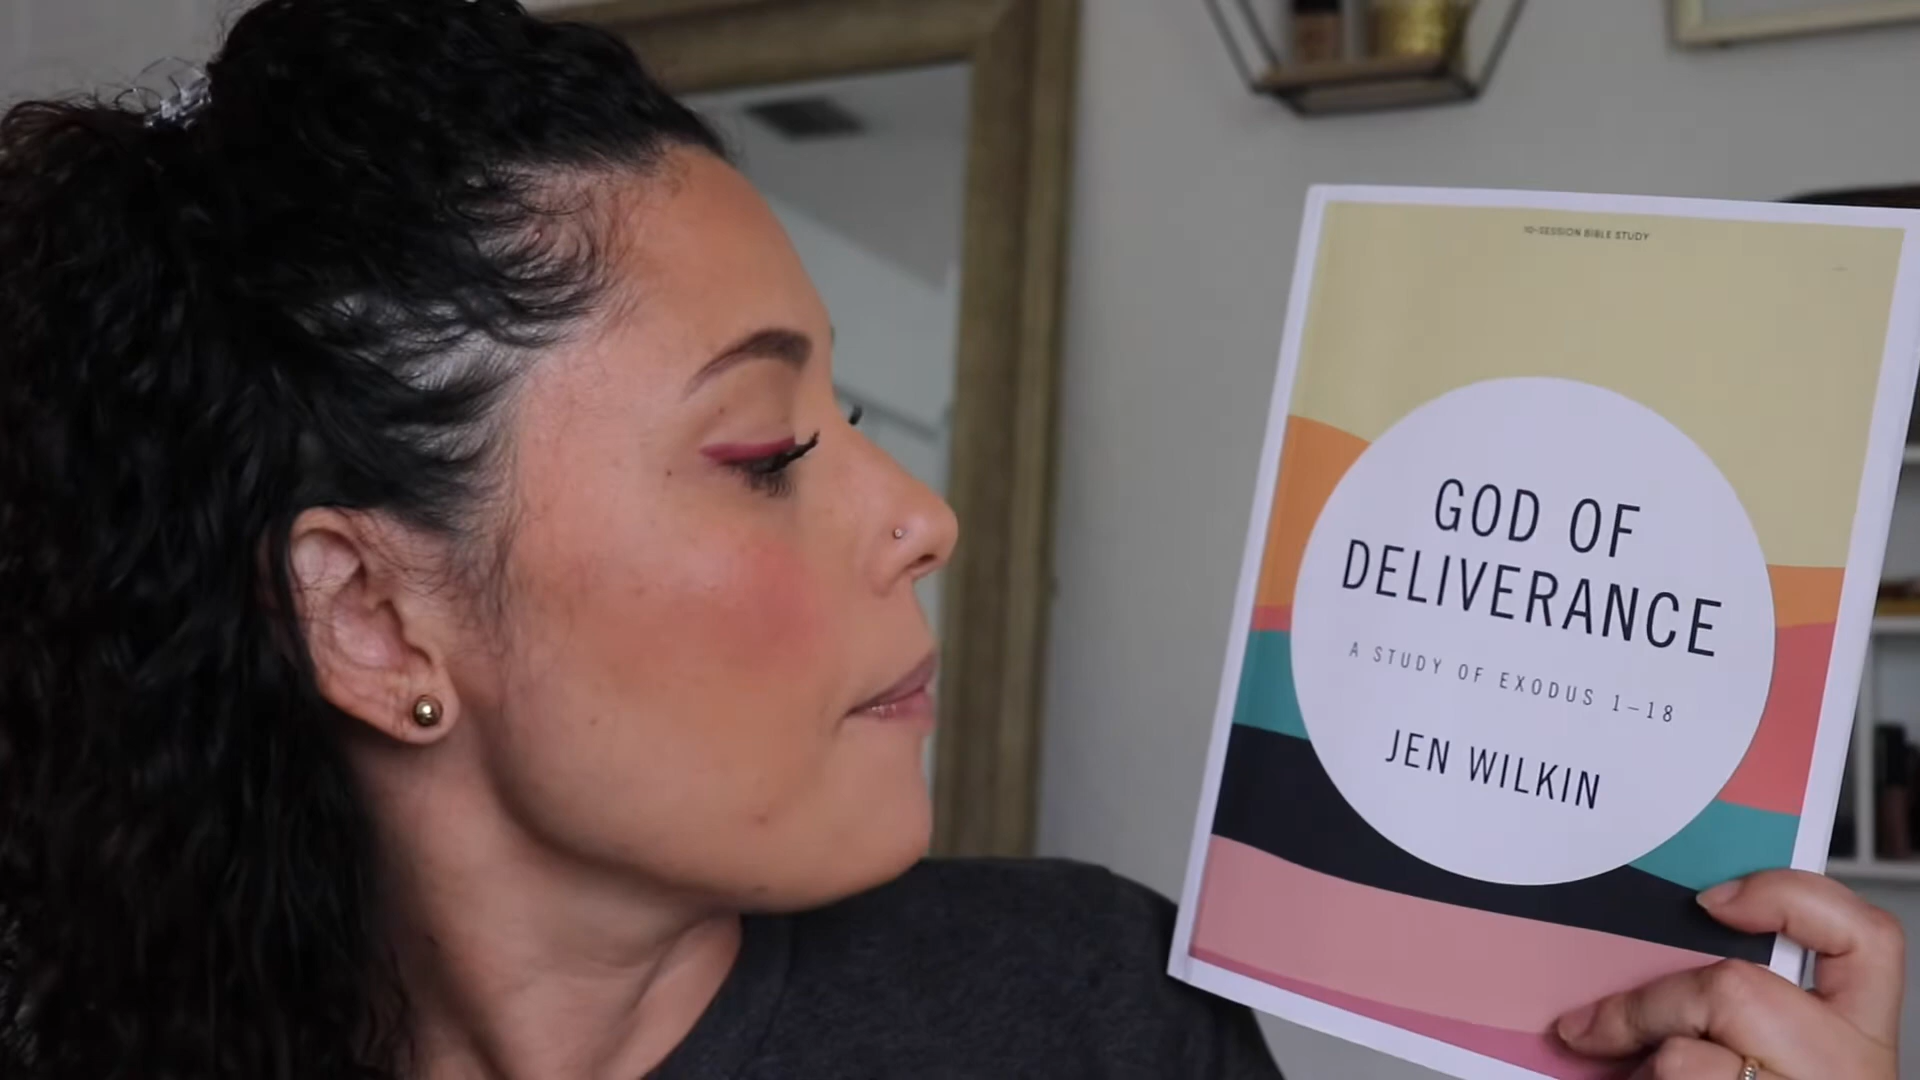 10-SESSION BIBLE STUDY
GOD OF
DELIVERANCE
A STUDY OF EXODUS 1–18
JEN WILKIN